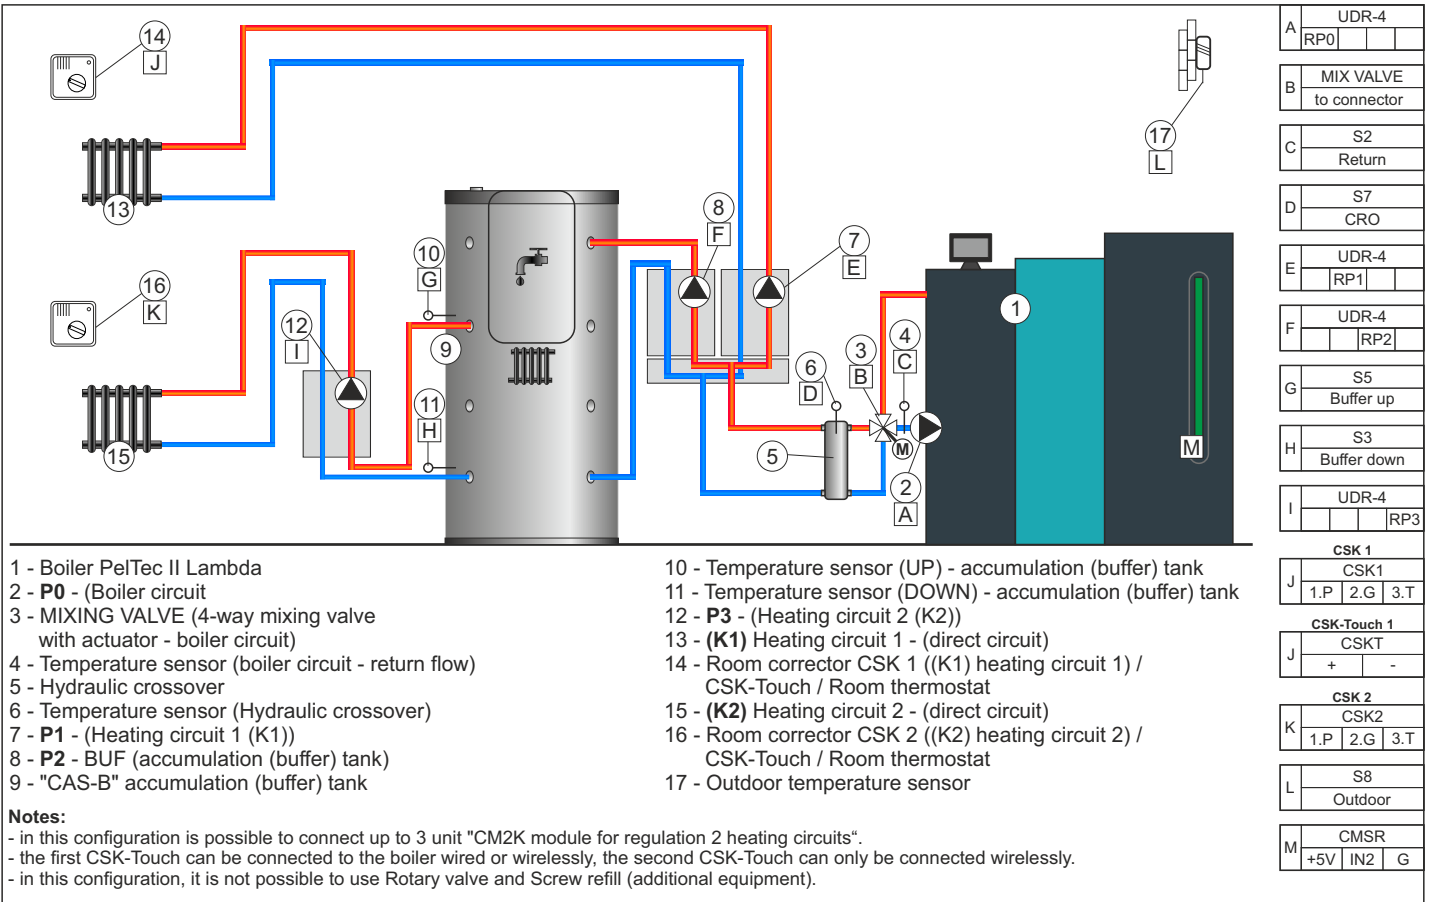 14
J
13
16
K
15
12
I
10
G
11
H
9
8
F
7
E
17
L
1
3
B
4
C
6
D
5
M
2
A
M
1 - Boiler PelTec II Lambda
2 - P0 - (Boiler circuit
3 - MIXING VALVE (4-way mixing valve
with actuator - boiler circuit)
4 - Temperature sensor (boiler circuit - return flow)
5 - Hydraulic crossover
6 - Temperature sensor (Hydraulic crossover)
7 - P1 - (Heating circuit 1 (K1))
8 - P2 - BUF (accumulation (buffer) tank)
9 - "CAS-B" accumulation (buffer) tank
10 - Temperature sensor (UP) - accumulation (buffer) tank
11 - Temperature sensor (DOWN) - accumulation (buffer) tank
12 - P3 - (Heating circuit 2 (K2))
13 - (K1) Heating circuit 1 - (direct circuit)
14 - Room corrector CSK 1 ((K1) heating circuit 1) /
CSK-Touch / Room thermostat
15 - (K2) Heating circuit 2 - (direct circuit)
16 - Room corrector CSK 2 ((K2) heating circuit 2) /
CSK-Touch / Room thermostat
17 - Outdoor temperature sensor
Notes:
- in this configuration is possible to connect up to 3 unit "CM2K module for regulation 2 heating circuits“.
- the first CSK-Touch can be connected to the boiler wired or wirelessly, the second CSK-Touch can only be connected wirelessly.
- in this configuration, it is not possible to use Rotary valve and Screw refill (additional equipment).
A
UDR-4
RP0
B
MIX VALVE
to connector
C
S2
Return
D
S7
CRO
E
UDR-4
RP1
F
UDR-4
RP2
G
S5
Buffer up
H
S3
Buffer down
I
UDR-4
RP3
CSK 1
J
CSK1
1.P 2.G 3.T
CSK-Touch 1
J
CSKT
+ -
CSK 2
K
CSK2
1.P 2.G 3.T
L
S8
Outdoor
M
CMSR
+5V IN2 G